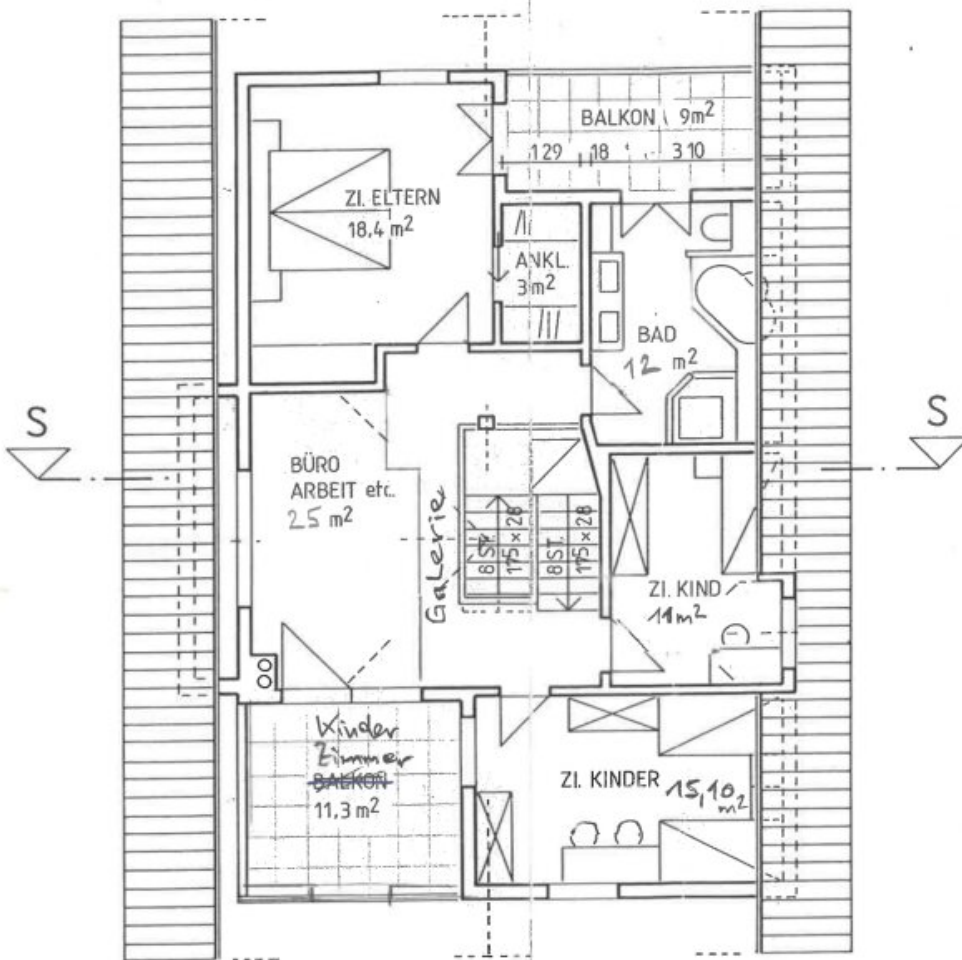 BALKON 9m²
129 18 310
ZI. ELTERN
18,4 m²
ANKL.
3m²
BAD
12 m²
S
S
BÜRO
ARBEIT etc.
25 m²
Galerie
8 ST.
175 × 28
8 ST.
175 × 28
ZI. KIND
11m²
Kinder
Zimmer
BALKON
11,3 m²
ZI. KINDER 15,10 m²